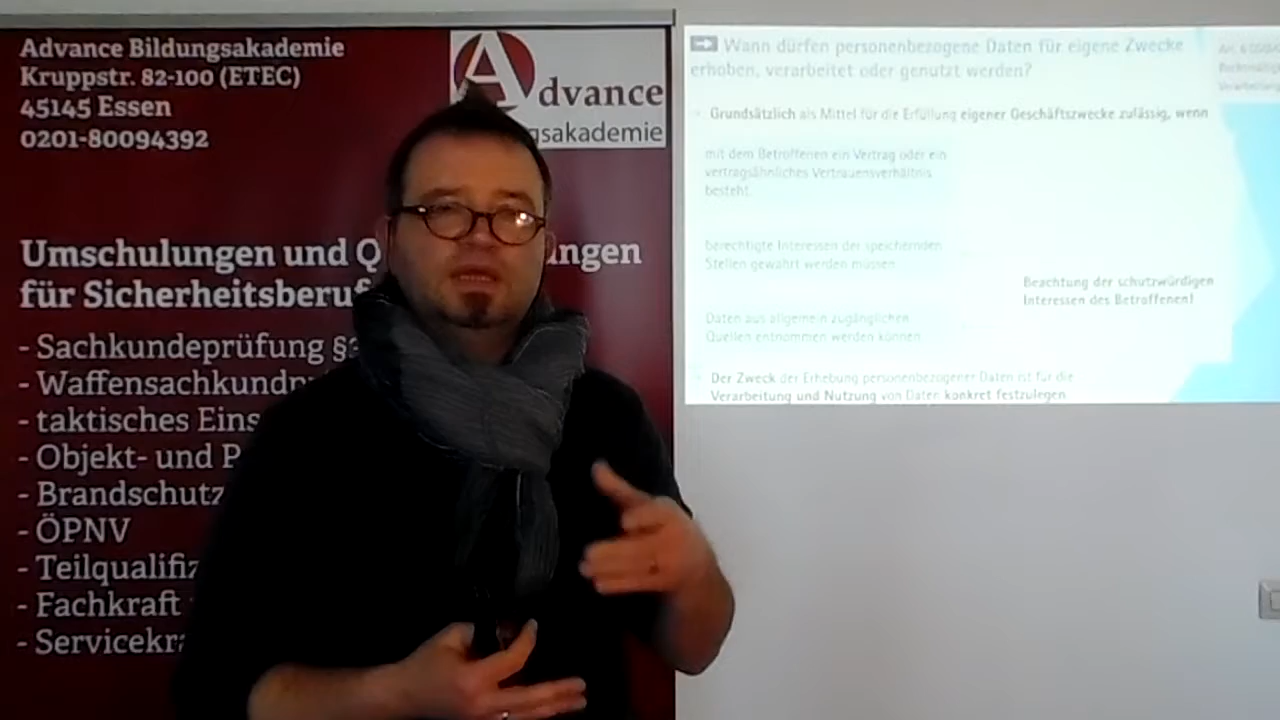 Advance Bildungsakademie
Kruppstr. 82-100 (ETEC)
45145 Essen
0201-80094392
Advance
gsakademie
Umschulungen und Q ungen
für Sicherheitsberuf
- Sachkundeprüfung §
- Waffensachkund
- taktisches Eins
- Objekt- und P
- Brandschutz
- ÖPNV
- Teilqualifiz
- Fachkraft
- Servicekra
Wann dürfen personenbezogene Daten für eigene Zwecke
erhoben, verarbeitet oder genutzt werden?
Grundsätzlich als Mittel für die Erfüllung eigener Geschäftszwecke zulässig, wenn
mit dem Betroffenen ein Vertrag oder ein
vertragsähnliches Vertrauensverhältnis
besteht
berechtigte Interessen der speichernden
Stellen gewahrt werden müssen
Beachtung der schutzwürdigen
Interessen des Betroffenen!
Daten aus allgemein zugänglichen
Quellen entnommen werden können
Der Zweck der Erhebung personenbezogener Daten ist für die
Verarbeitung und Nutzung von Daten konkret festzulegen